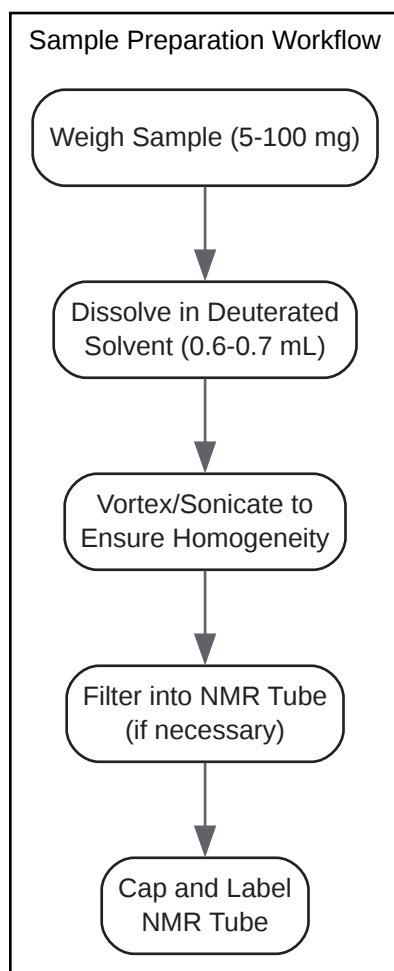 Sample Preparation Workflow
Weigh Sample (5-100 mg)
Dissolve in Deuterated
Solvent (0.6-0.7 mL)
Vortex/Sonicate to
Ensure Homogeneity
Filter into NMR Tube
(if necessary)
Cap and Label
NMR Tube